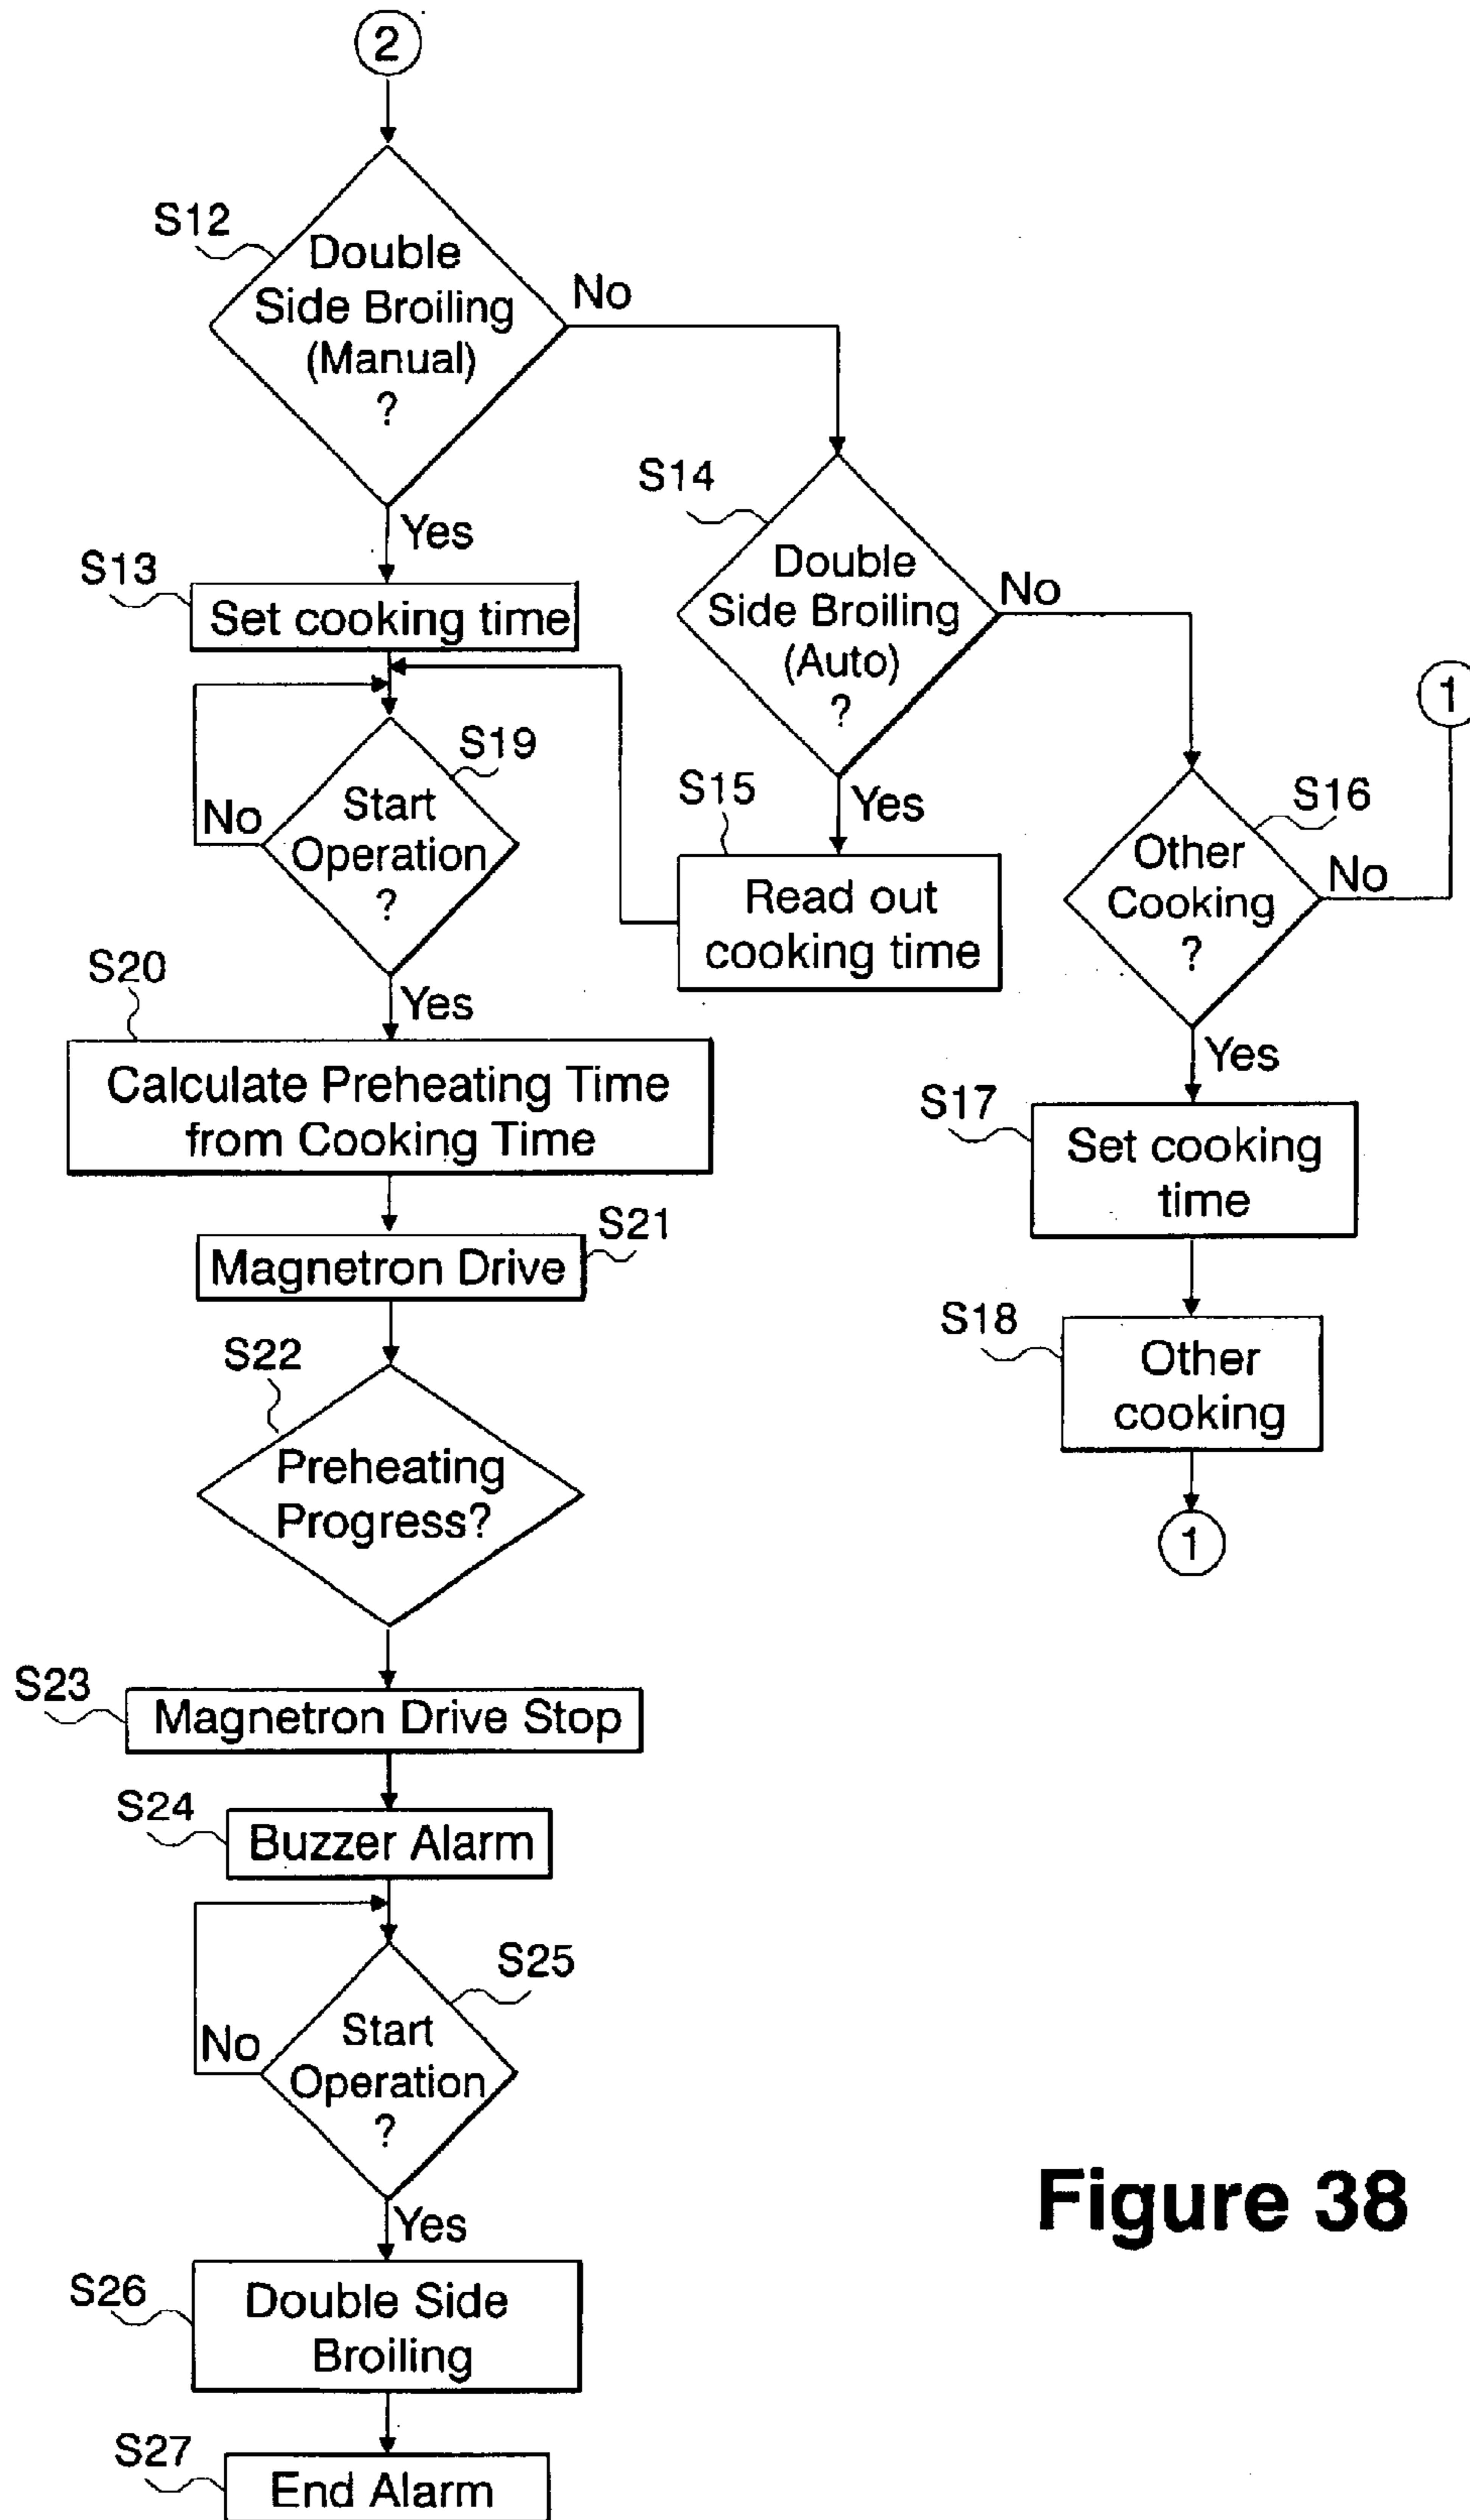 2
S12
Double
Side Broiling
(Manual)
?
No
Yes
S13
Set cooking time
S14
Double
Side Broiling
(Auto)
?
No
Yes
S15
Read out
cooking time
1
S16
Other
Cooking
?
No
Yes
S17
Set cooking
time
S18
Other
cooking
1
S19
Start
Operation
?
No
Yes
S20
Calculate Preheating Time
from Cooking Time
S21
Magnetron Drive
S22
Preheating
Progress?
S23
Magnetron Drive Stop
S24
Buzzer Alarm
S25
Start
Operation
?
No
Yes
S26
Double Side
Broiling
S27
End Alarm
Figure 38